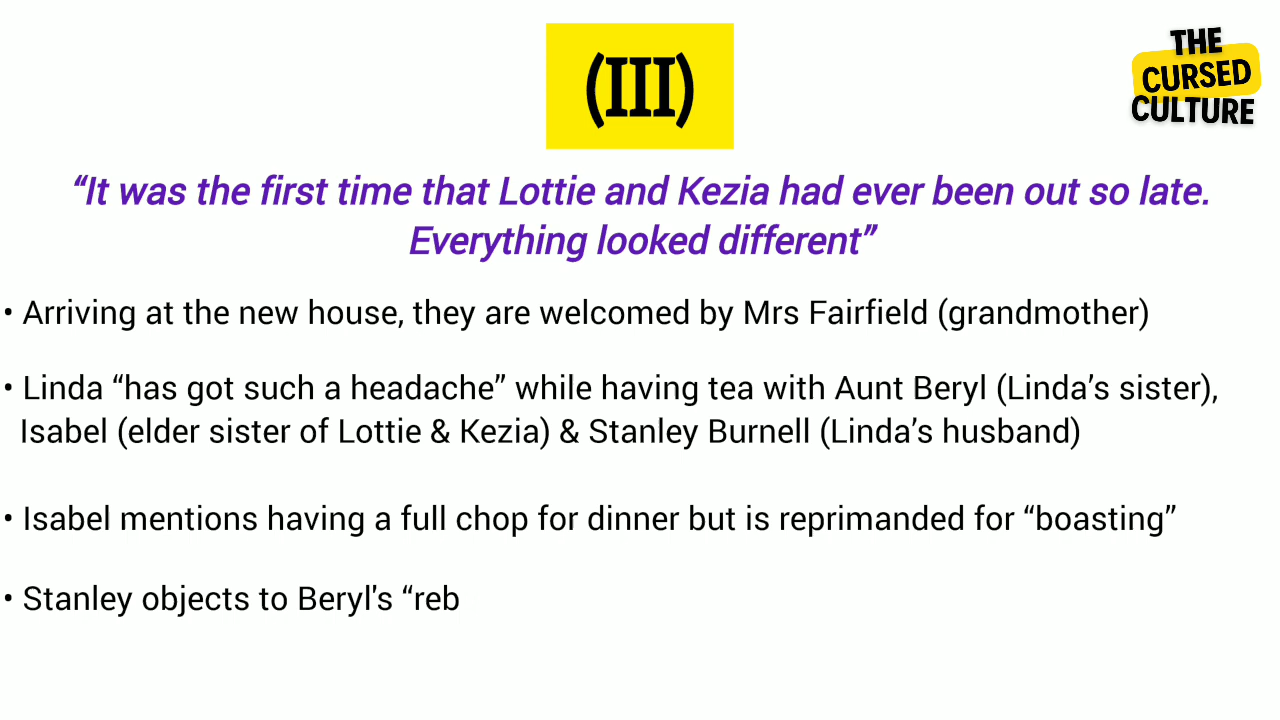 (III)
THE
CURSED
CULTURE
“It was the first time that Lottie and Kezia had ever been out so late.
Everything looked different”
• Arriving at the new house, they are welcomed by Mrs Fairfield (grandmother)
• Linda “has got such a headache” while having tea with Aunt Beryl (Linda’s sister),
Isabel (elder sister of Lottie & Kezia) & Stanley Burnell (Linda’s husband)
• Isabel mentions having a full chop for dinner but is reprimanded for “boasting”
• Stanley objects to Beryl's “reb